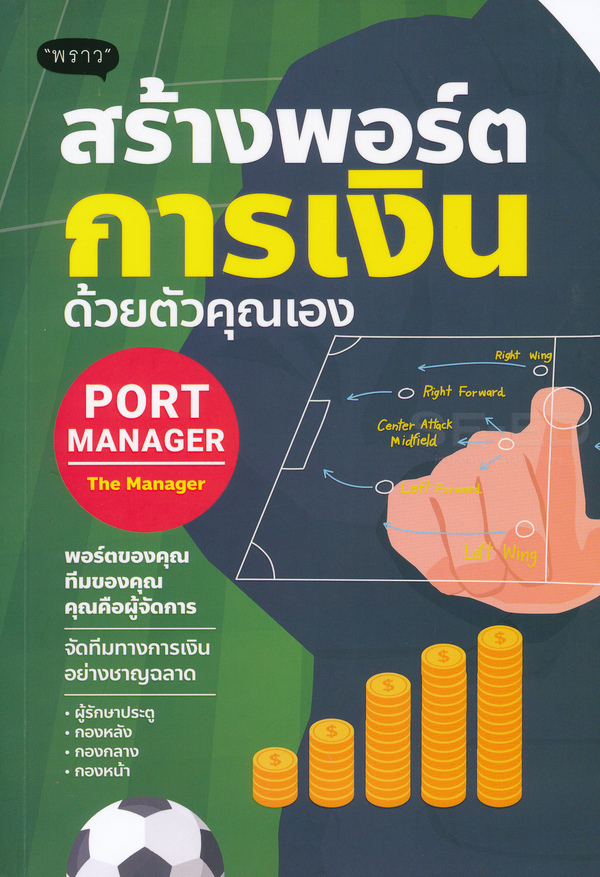 "พราว"
สร้างพอร์ต
การเงิน
ด้วยตัวคุณเอง
PORT
MANAGER
The Manager
Right Wing
Right Forward
Center Attack
Midfield
Left Forward
Left Wing
พอร์ตของคุณ
ทีมของคุณ
คุณคือผู้จัดการ
จัดทีมทางการเงิน
อย่างชาญฉลาด
• ผู้รักษาประตู
• กองหลัง
• กองกลาง
• กองหน้า
$
$
$
$
$